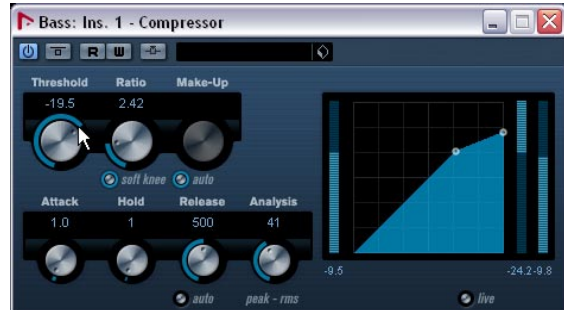 Bass: Ins. 1 - Compressor
R W
Threshold Ratio Make-Up
-19.5 2.42
soft knee auto
Attack Hold Release Analysis
1.0 1 500 41
-9.5 -24.2 -9.8
auto peak - rms live